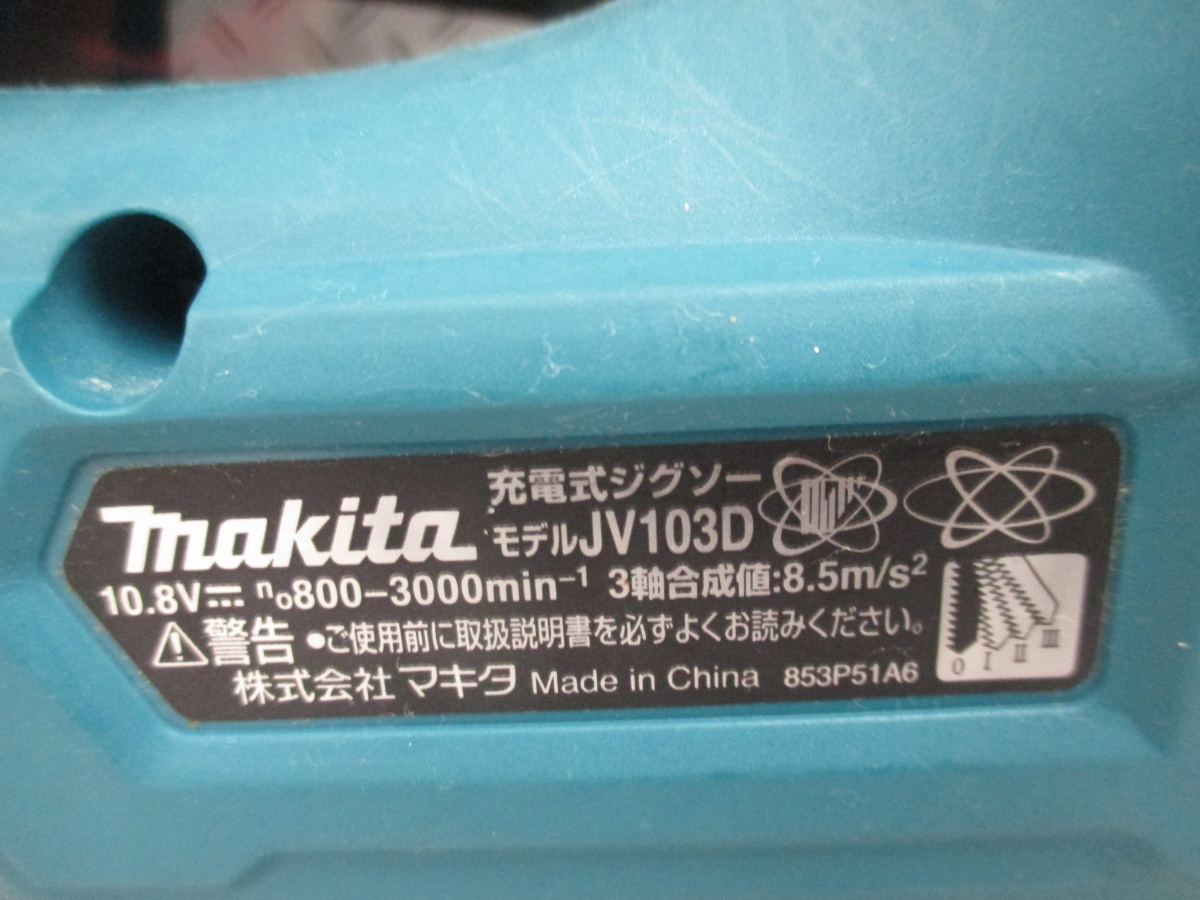 makita 充電式ジグソー
モデルJV103D
10.8V⎓ n₀800-3000min⁻¹ 3軸合成値:8.5m/s²
⚠警告 ●ご使用前に取扱説明書を必ずよくお読みください。
株式会社マキタ Made in China 853P51A6
0 I II III